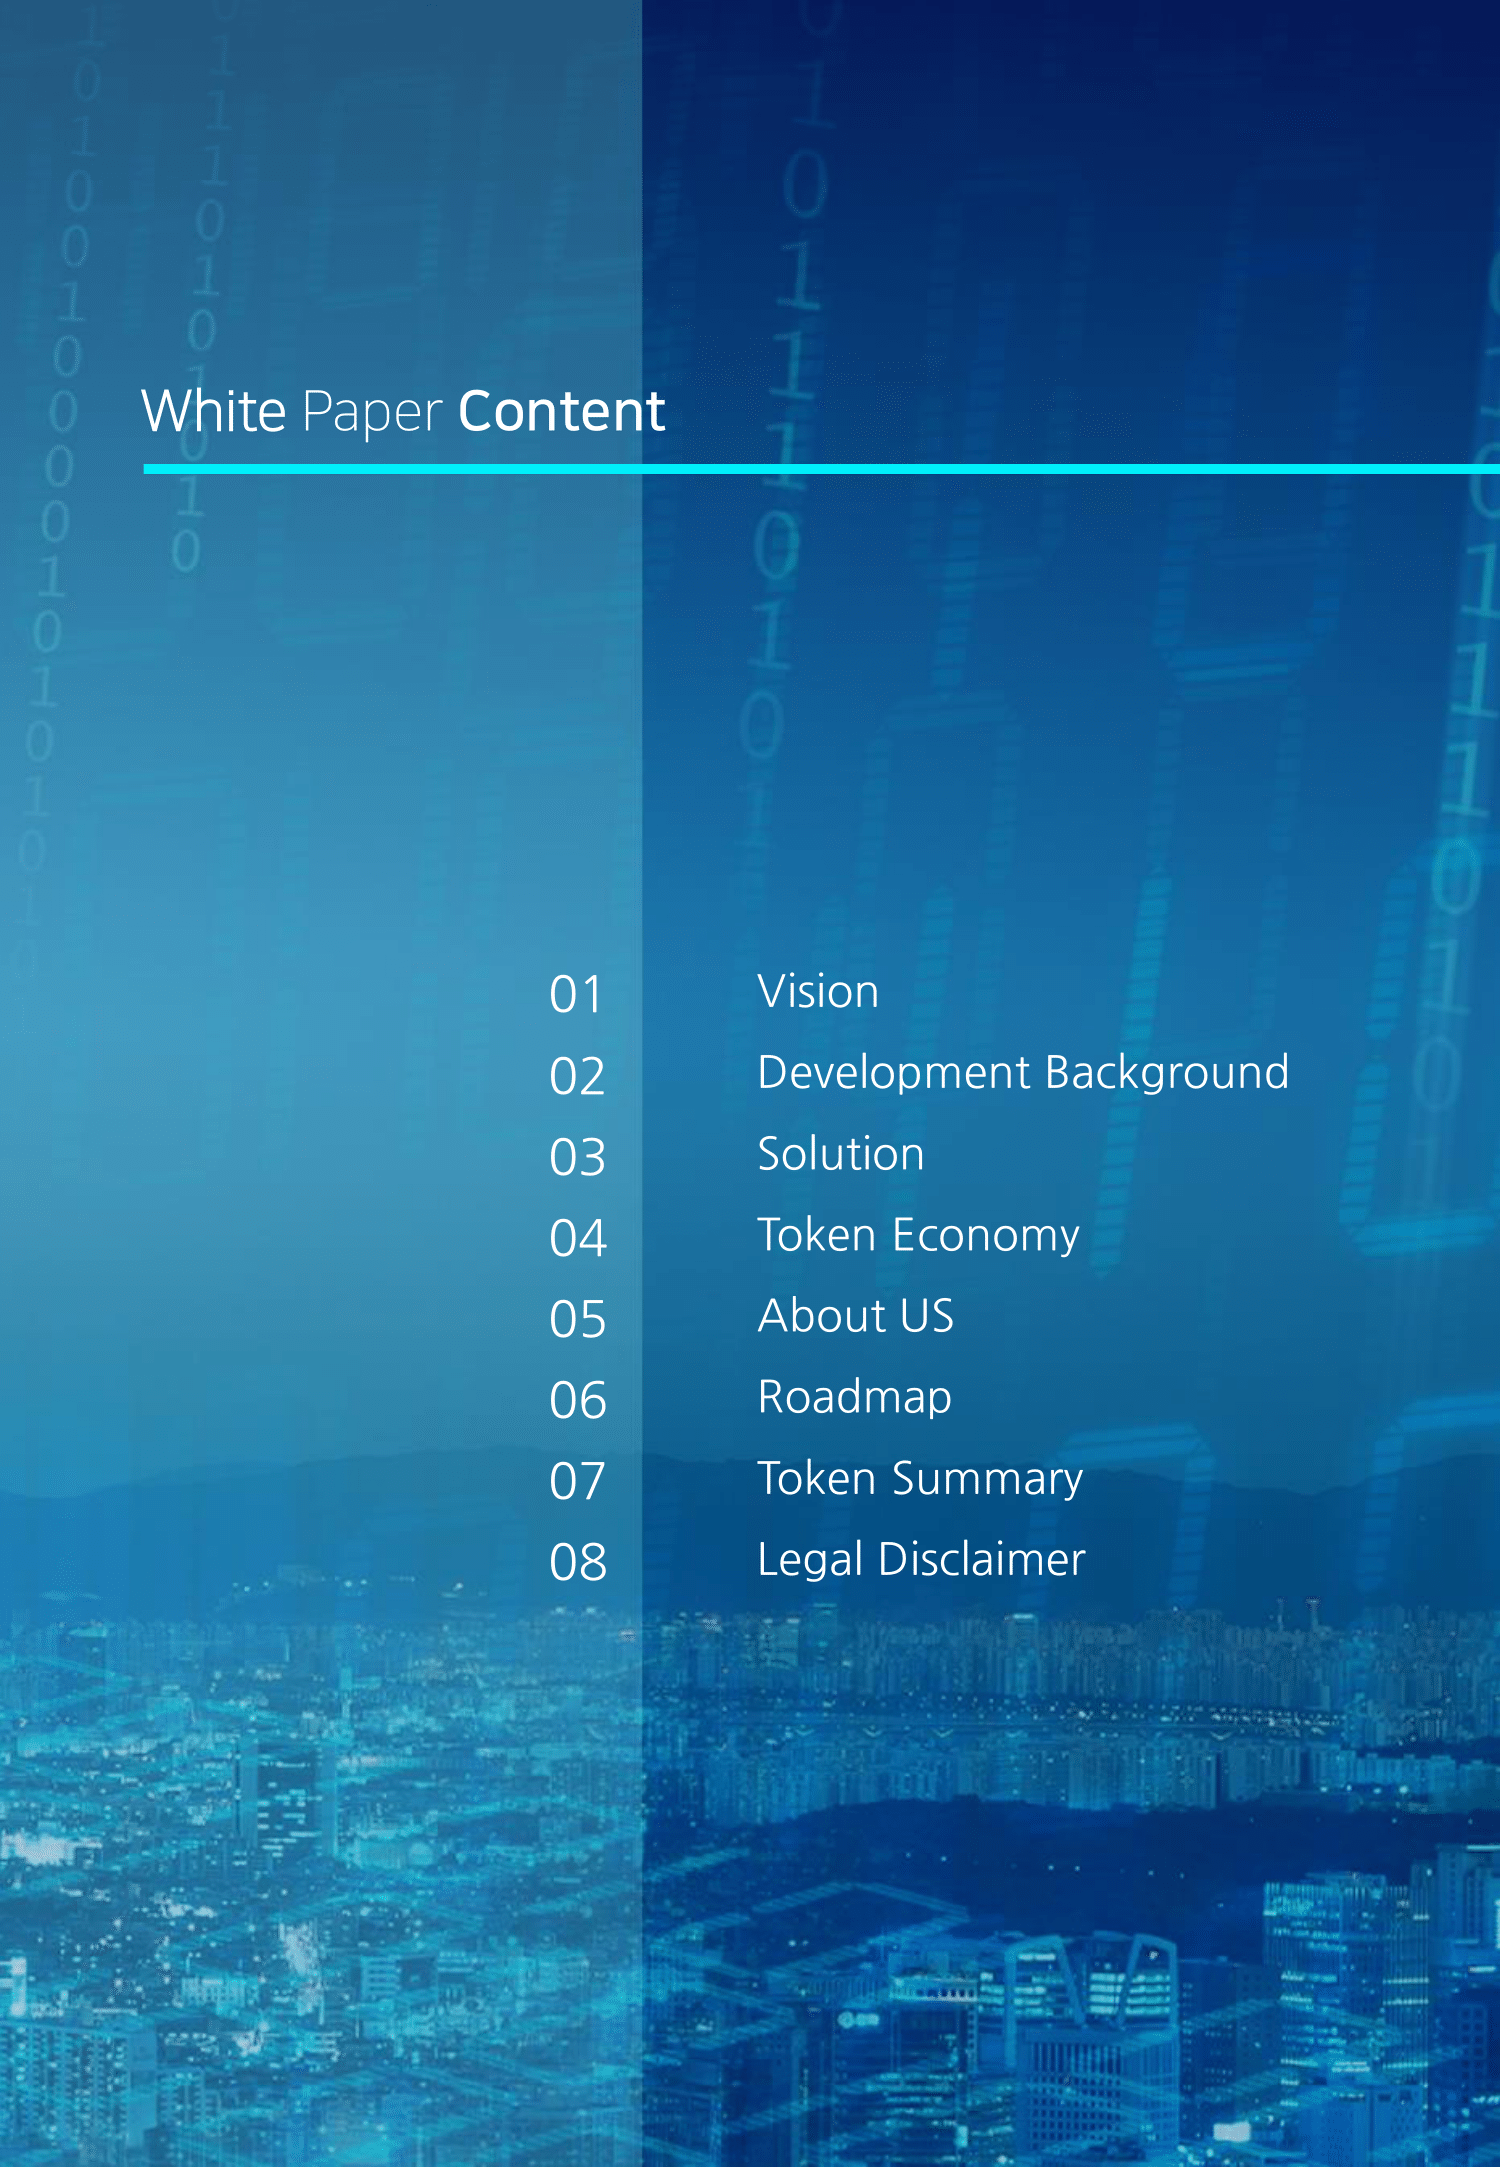 White Paper Content
01 Vision
02 Development Background
03 Solution
04 Token Economy
05 About US
06 Roadmap
07 Token Summary
08 Legal Disclaimer